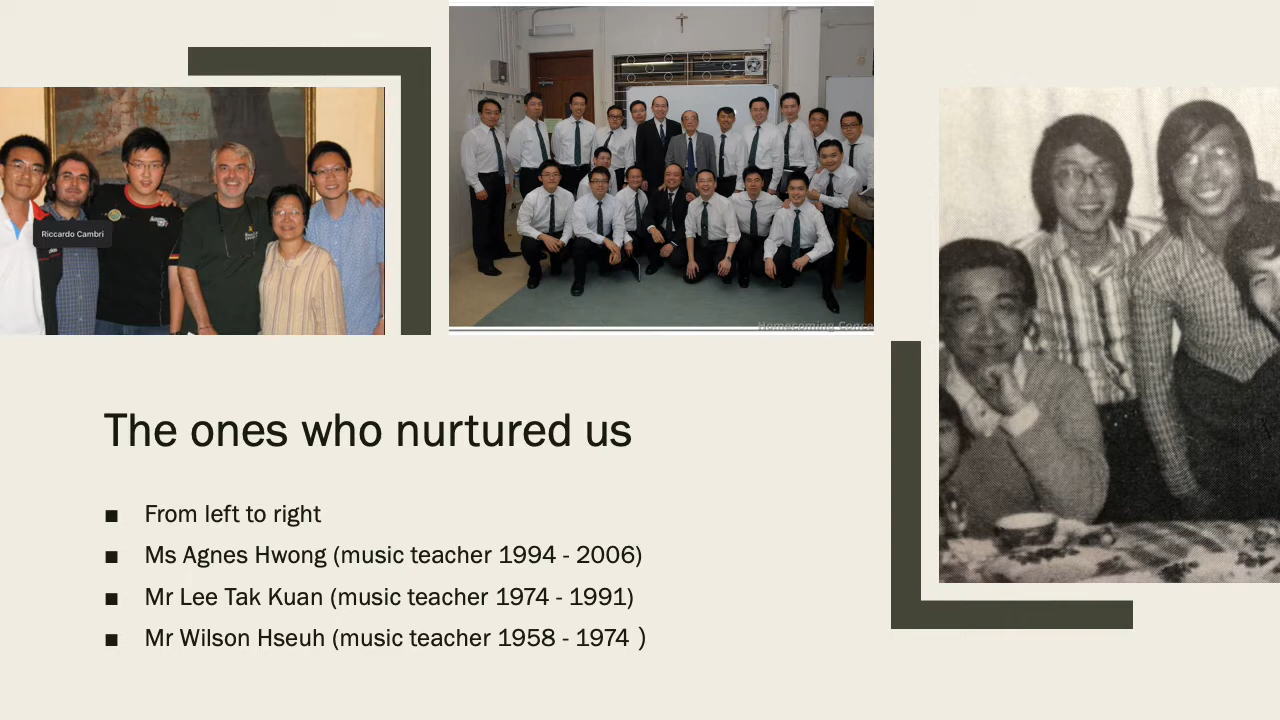 Riccardo Cambri
Homecoming Conce
The ones who nurtured us
From left to right
Ms Agnes Hwong (music teacher 1994 - 2006)
Mr Lee Tak Kuan (music teacher 1974 - 1991)
Mr Wilson Hseuh (music teacher 1958 - 1974 )